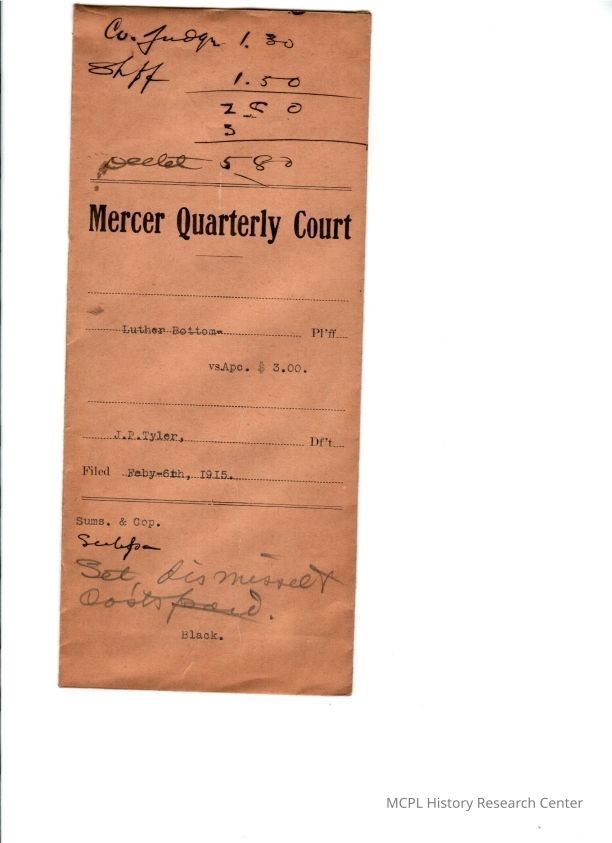 Co. Judge 1.30
Shff 1.50
2 80
3
5 80
Mercer Quarterly Court
Luther Bottom- Pl'ff
vs.Apc. $ 3.00.
J.P.Tyler, Df't
Filed Feby-6th, 1915.
Sums. & Cop.
Subpa
Set, dismissed &
Costs paid.
Black.
MCPL History Research Center